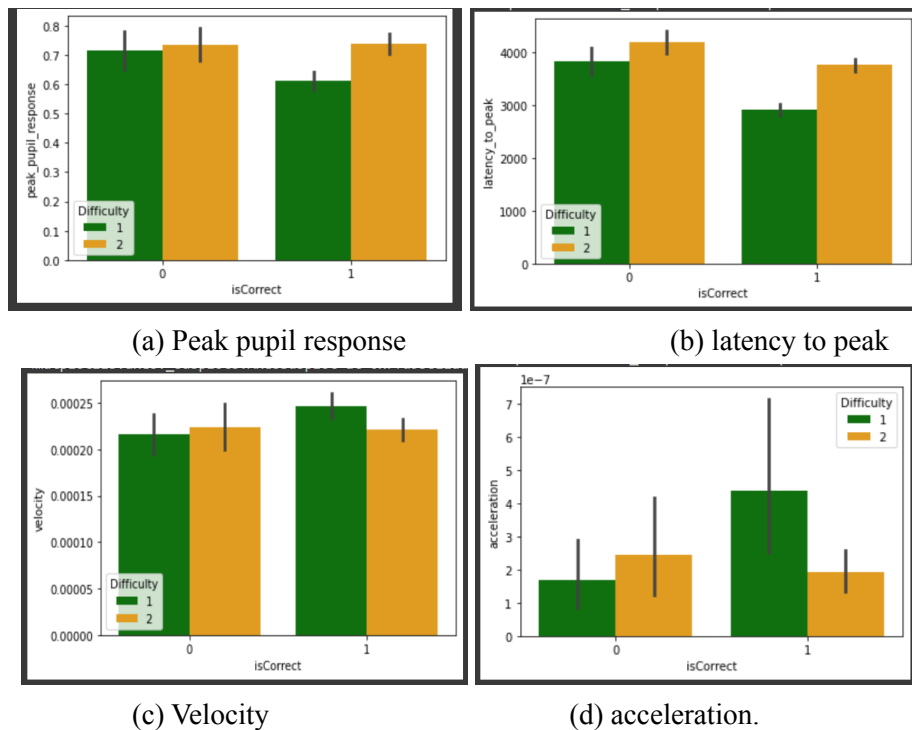 0.8
0.7
0.6
0.5
0.4
0.3
0.2
0.1
0.0
peak_pupil_response
Difficulty
1
2
0 1
isCorrect
(a) Peak pupil response
4000
3000
2000
1000
0
latency_to_peak
Difficulty
1
2
0 1
isCorrect
(b) latency to peak
0.00025
0.00020
0.00015
0.00010
0.00005
0.00000
velocity
Difficulty
1
2
0 1
isCorrect
(c) Velocity
1e-7
7
6
5
4
3
2
1
0
acceleration
Difficulty
1
2
0 1
isCorrect
(d) acceleration.